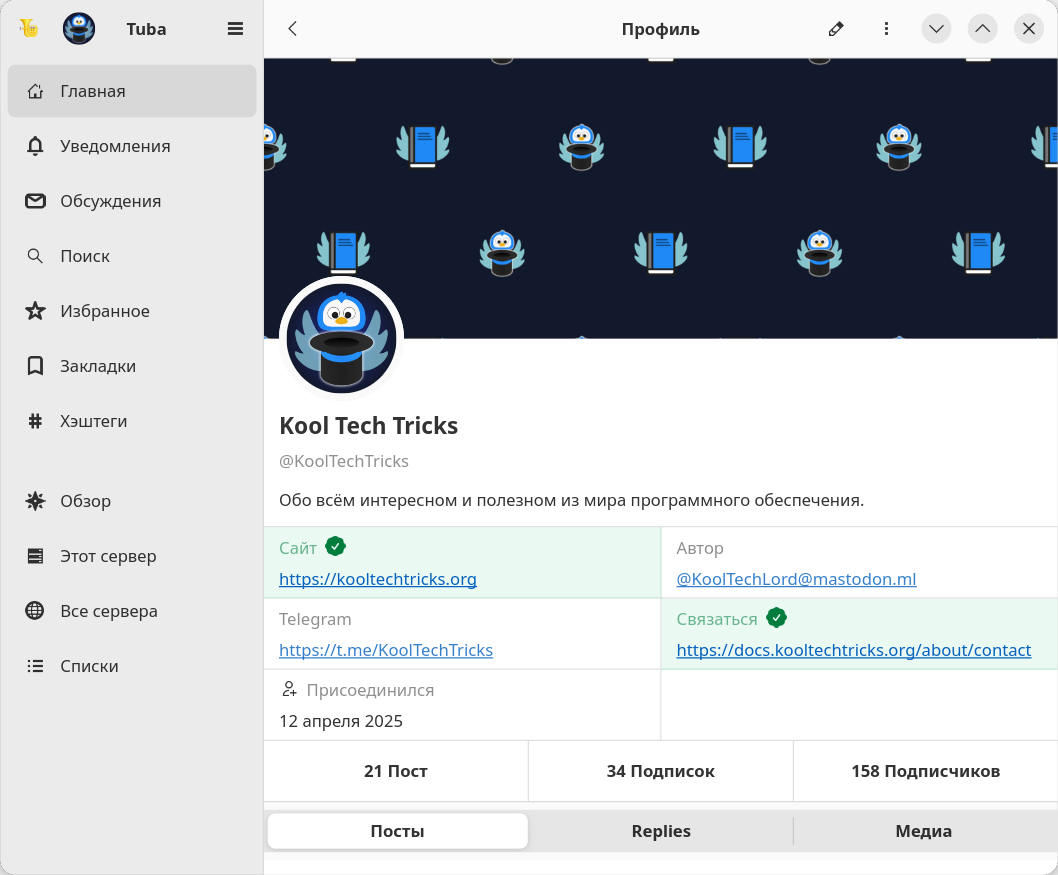 Tuba
Главная
Уведомления
Обсуждения
Поиск
Избранное
Закладки
Хэштеги
Обзор
Этот сервер
Все сервера
Списки
Профиль
Kool Tech Tricks
@KoolTechTricks
Обо всём интересном и полезном из мира программного обеспечения.
Сайт
https://kooltechtricks.org
Автор
@KoolTechLord@mastodon.ml
Telegram
https://t.me/KoolTechTricks
Связаться
https://docs.kooltechtricks.org/about/contact
Присоединился
12 апреля 2025
21 Пост
34 Подписок
158 Подписчиков
Посты
Replies
Медиа